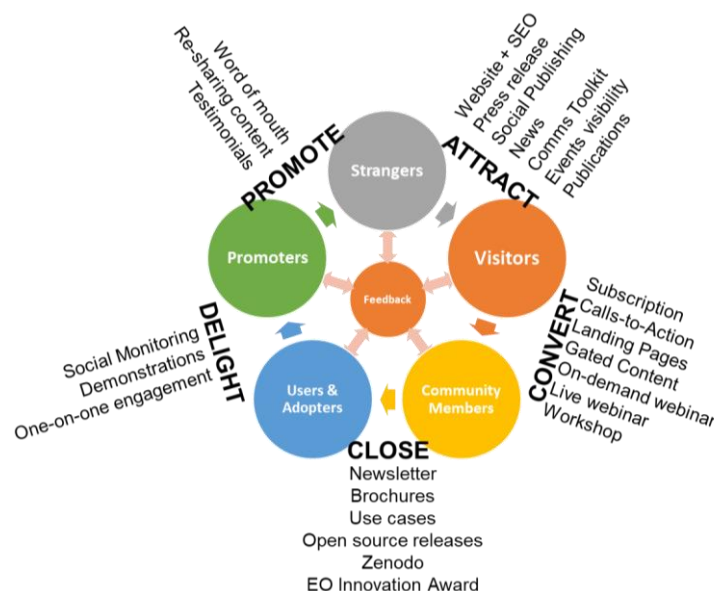 Word of mouth
Re-sharing content
Testimonials
PROMOTE
Strangers
ATTRACT
Website + SEO
Press release
Social Publishing
News
Comms Toolkit
Events visibility
Publications
Promoters
Visitors
Feedback
DELIGHT
Social Monitoring
Demonstrations
One-on-one engagement
CONVERT
Subscription
Calls-to-Action
Landing Pages
Gated Content
On-demand webinar
Live webinar
Workshop
Users &
Adopters
Community
Members
CLOSE
Newsletter
Brochures
Use cases
Open source releases
Zenodo
EO Innovation Award